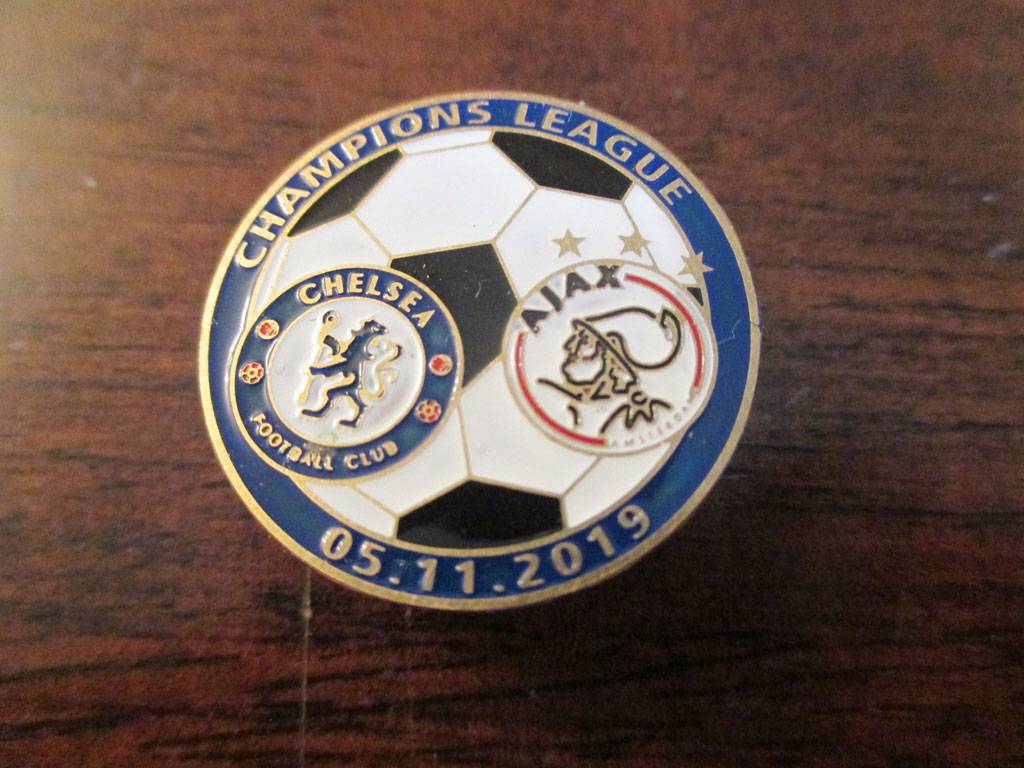 CHAMPIONS LEAGUE
CHELSEA
FOOTBALL CLUB
AJAX
AMSTERDAM
05.11.2019